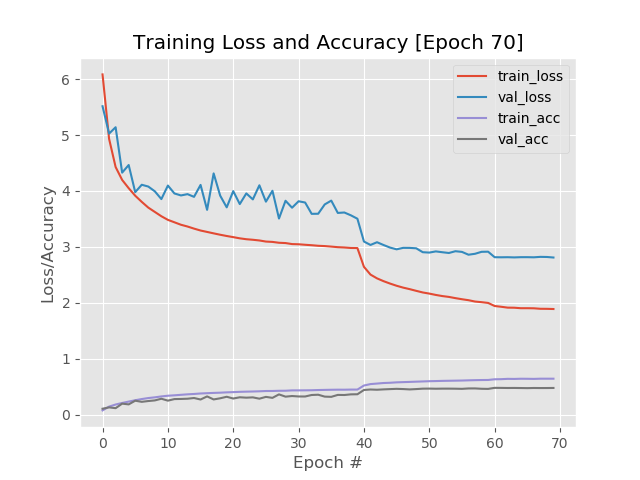 Training Loss and Accuracy [Epoch 70]
train_loss
val_loss
train_acc
val_acc
6
5
4
3
2
1
0
Loss/Accuracy
0 10 20 30 40 50 60 70
Epoch #